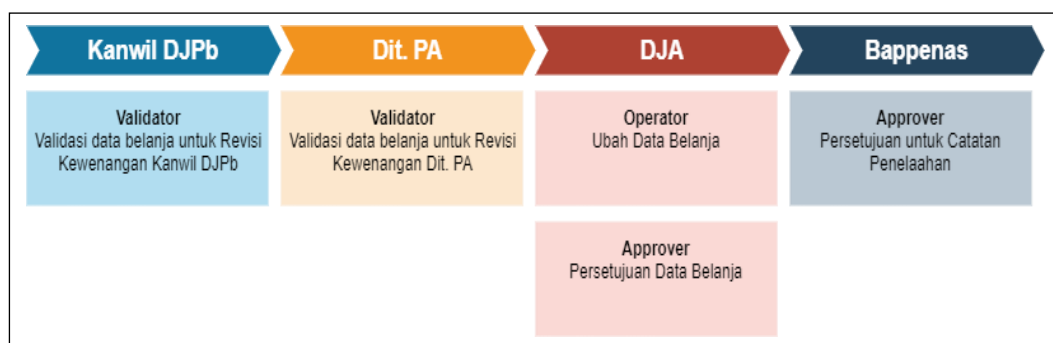 Kanwil DJPb
Dit. PA
DJA
Bappenas
Validator
Validasi data belanja untuk Revisi
Kewenangan Kanwil DJPb
Validator
Validasi data belanja untuk Revisi
Kewenangan Dit. PA
Operator
Ubah Data Belanja
Approver
Persetujuan untuk Catatan
Penelaahan
Approver
Persetujuan Data Belanja